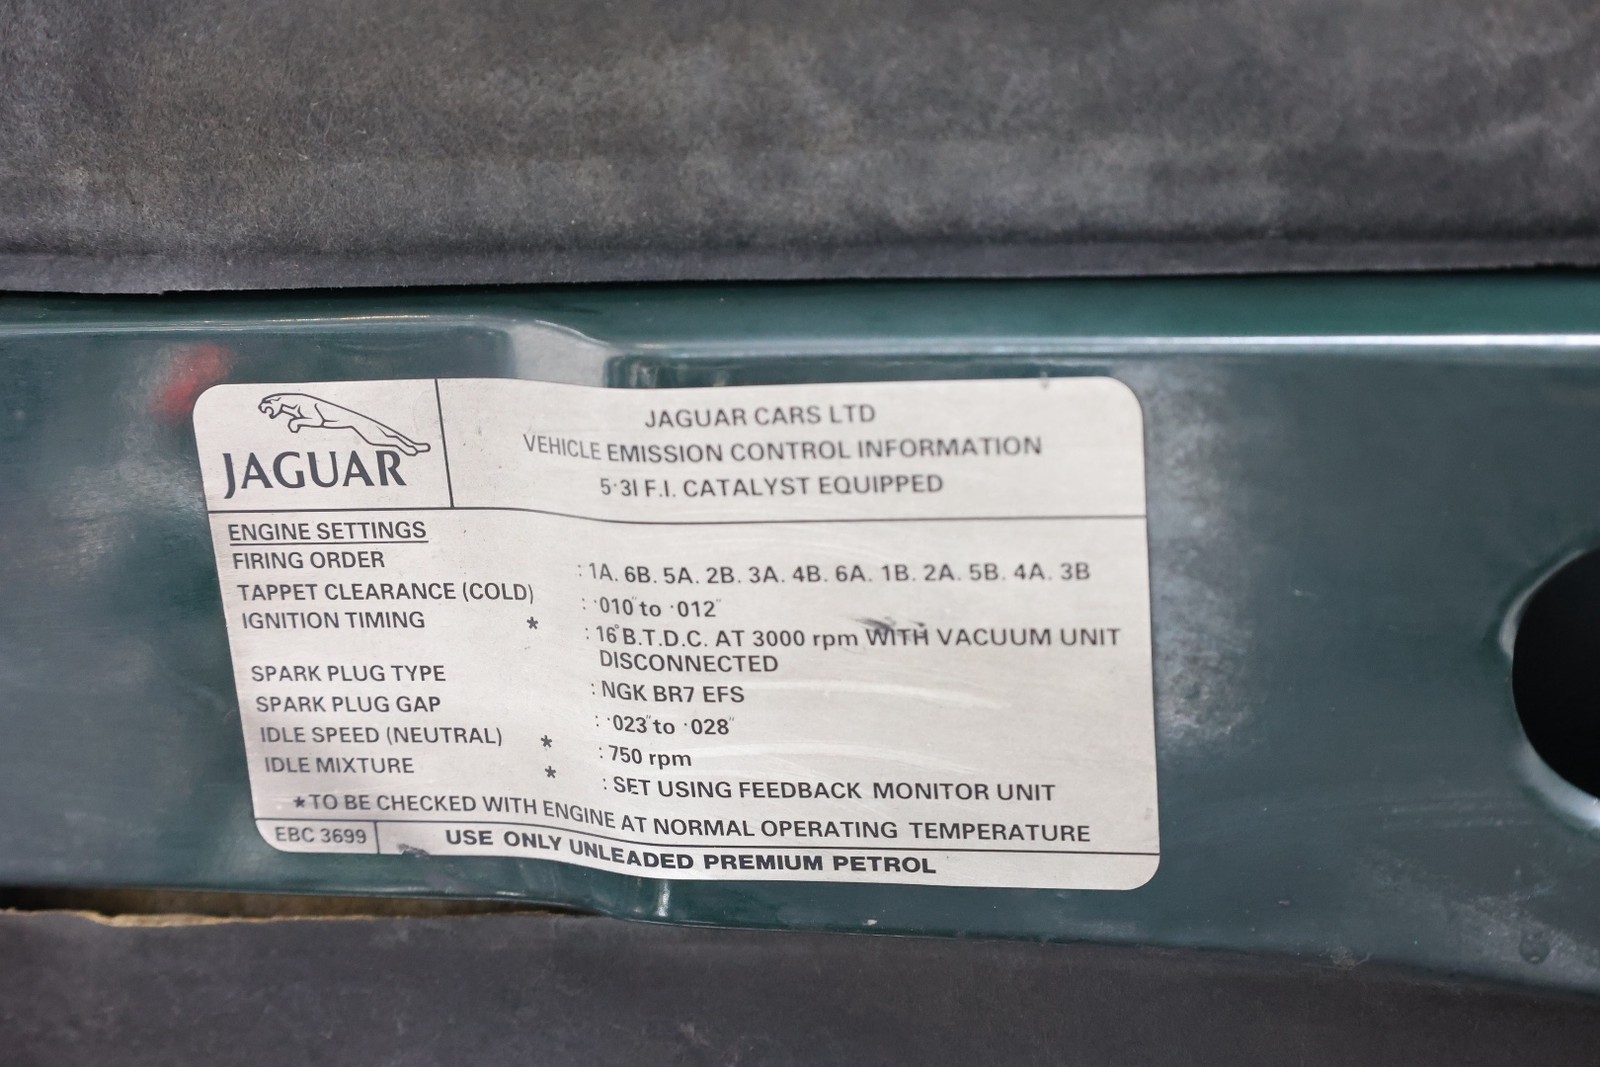 JAGUAR
JAGUAR CARS LTD
VEHICLE EMISSION CONTROL INFORMATION
5·3l F.I. CATALYST EQUIPPED
ENGINE SETTINGS
FIRING ORDER : 1A. 6B. 5A. 2B. 3A. 4B. 6A. 1B. 2A. 5B. 4A. 3B
TAPPET CLEARANCE (COLD) : ·010" to ·012"
IGNITION TIMING * : 16° B.T.D.C. AT 3000 rpm WITH VACUUM UNIT
DISCONNECTED
SPARK PLUG TYPE : NGK BR7 EFS
SPARK PLUG GAP : ·023" to ·028"
IDLE SPEED (NEUTRAL) * : 750 rpm
IDLE MIXTURE * : SET USING FEEDBACK MONITOR UNIT
* TO BE CHECKED WITH ENGINE AT NORMAL OPERATING TEMPERATURE
EBC 3699 USE ONLY UNLEADED PREMIUM PETROL